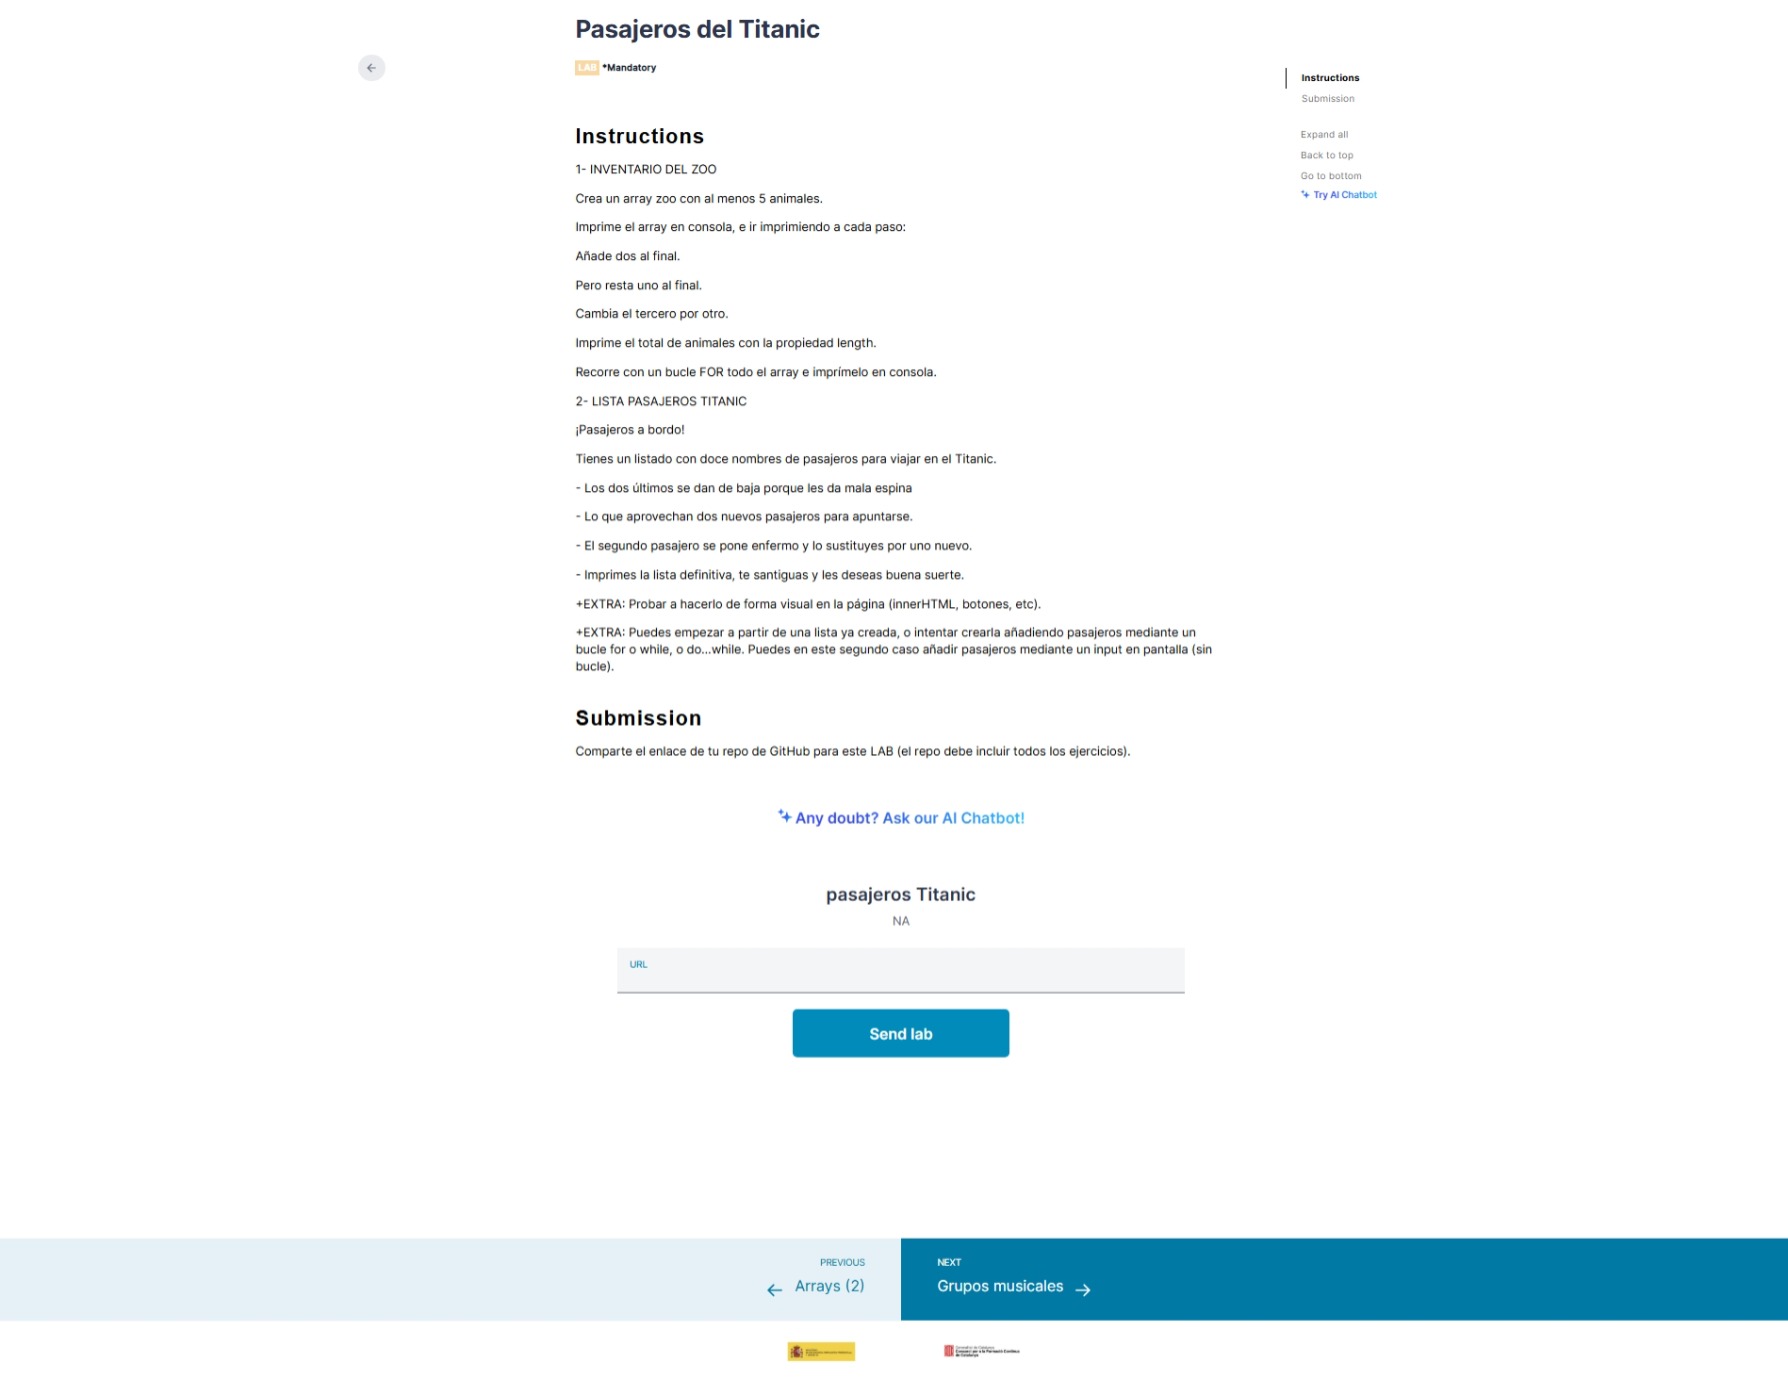 Pasajeros del Titanic
LAB *Mandatory
Instructions
Submission
Expand all
Back to top
Go to bottom
Try AI Chatbot
Instructions
1- INVENTARIO DEL ZOO
Crea un array zoo con al menos 5 animales.
Imprime el array en consola, e ir imprimiendo a cada paso:
Añade dos al final.
Pero resta uno al final.
Cambia el tercero por otro.
Imprime el total de animales con la propiedad length.
Recorre con un bucle FOR todo el array e imprímelo en consola.
2- LISTA PASAJEROS TITANIC
¡Pasajeros a bordo!
Tienes un listado con doce nombres de pasajeros para viajar en el Titanic.
- Los dos últimos se dan de baja porque les da mala espina
- Lo que aprovechan dos nuevos pasajeros para apuntarse.
- El segundo pasajero se pone enfermo y lo sustituyes por uno nuevo.
- Imprimes la lista definitiva, te santiguas y les deseas buena suerte.
+EXTRA: Probar a hacerlo de forma visual en la página (innerHTML, botones, etc).
+EXTRA: Puedes empezar a partir de una lista ya creada, o intentar crearla añadiendo pasajeros mediante un
bucle for o while, o do...while. Puedes en este segundo caso añadir pasajeros mediante un input en pantalla (sin
bucle).
Submission
Comparte el enlace de tu repo de GitHub para este LAB (el repo debe incluir todos los ejercicios).
Any doubt? Ask our AI Chatbot!
pasajeros Titanic
NA
URL
Send lab
PREVIOUS
Arrays (2)
NEXT
Grupos musicales